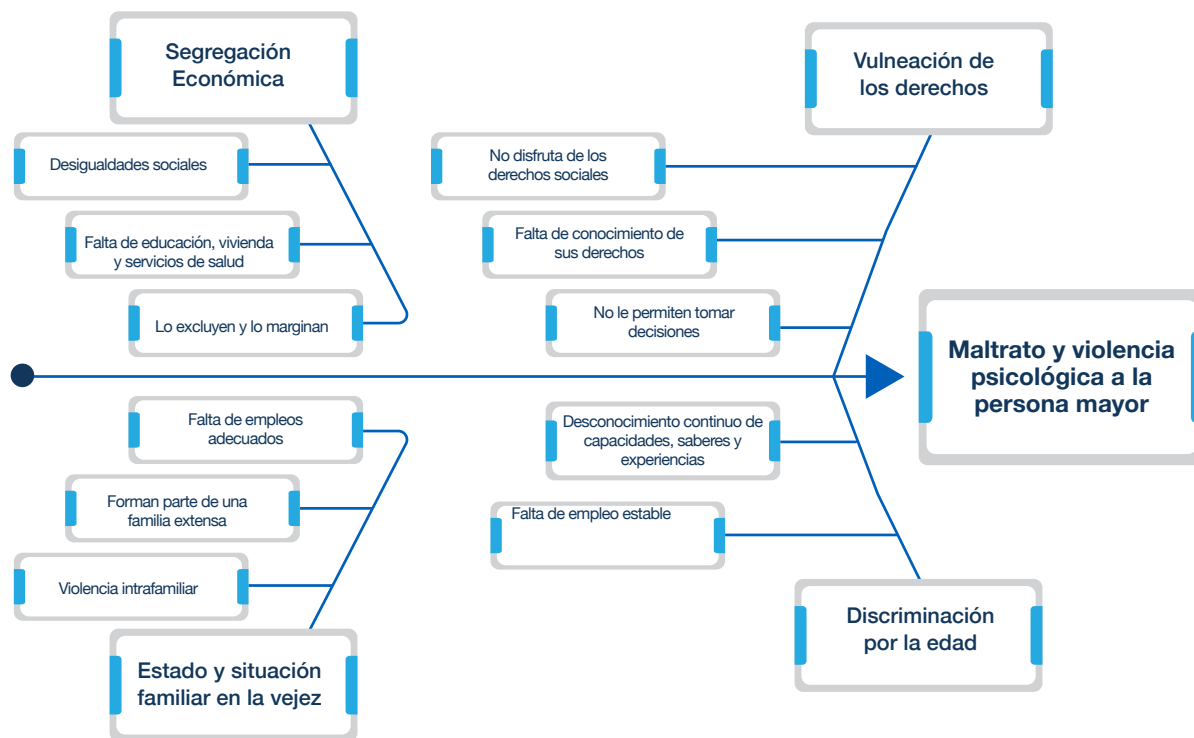 Segregación
Económica
Vulneación de
los derechos
Desigualdades sociales
No disfruta de los
derechos sociales
Falta de educación, vivienda
y servicios de salud
Falta de conocimiento de
sus derechos
Lo excluyen y lo marginan
No le permiten tomar
decisiones
Maltrato y violencia
psicológica a la
persona mayor
Falta de empleos
adecuados
Desconocimiento continuo de
capacidades, saberes y
experiencias
Forman parte de una
familia extensa
Falta de empleo estable
Violencia intrafamiliar
Discriminación
por la edad
Estado y situación
familiar en la vejez